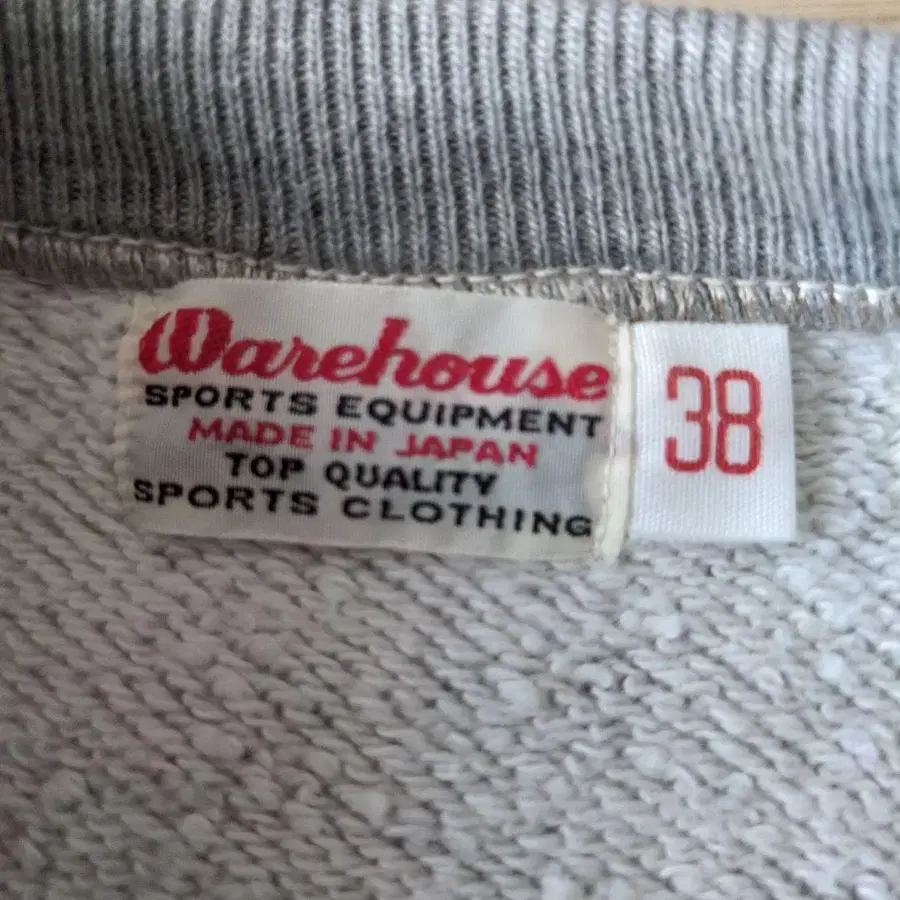 Warehouse
SPORTS EQUIPMENT
MADE IN JAPAN
TOP QUALITY
SPORTS CLOTHING
38